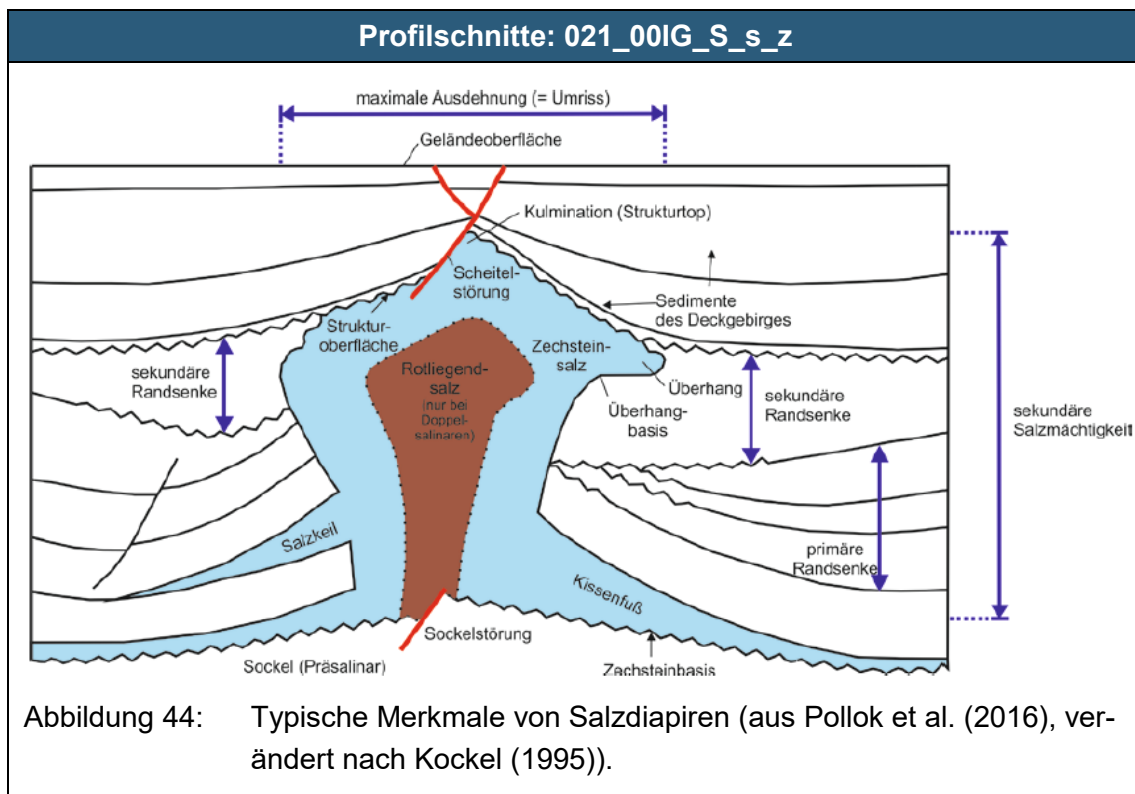 Profilschnitte: 021_00IG_S_s_z
maximale Ausdehnung (= Umriss)
Geländeoberfläche
Kulmination (Strukturtop)
Scheitel-
störung
Sedimente
des Deckgebirges
Struktur-
oberfläche
Zechstein-
salz
sekundäre
Randsenke
Rotliegend-
salz
(nur bei
Doppel-
salinaren)
Überhang
Überhang-
basis
sekundäre
Randsenke
sekundäre
Salzmächtigkeit
Salzkeil
primäre
Randsenke
Kissenfuß
Sockelstörung
Sockel (Präsalinar)
Zechsteinbasis
Abbildung 44: Typische Merkmale von Salzdiapiren (aus Pollok et al. (2016), ver-
ändert nach Kockel (1995)).